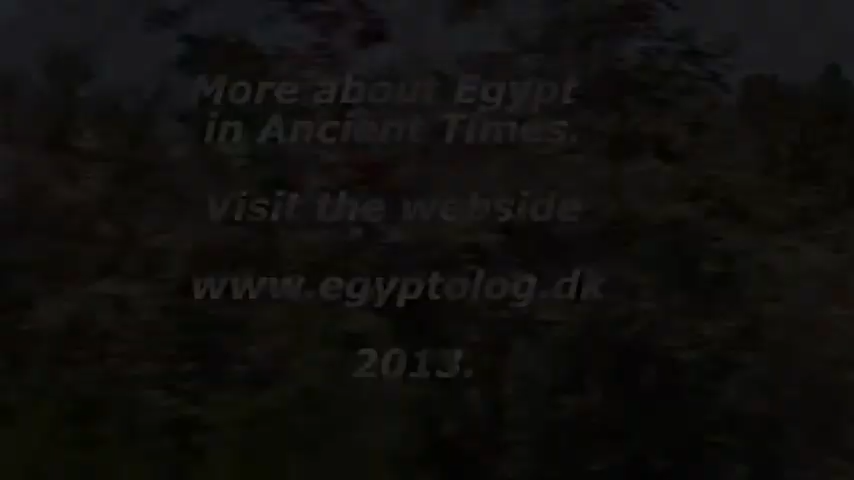 More about Egypt
in Ancient Times.
Visit the webside
www.egyptolog.dk
2013.